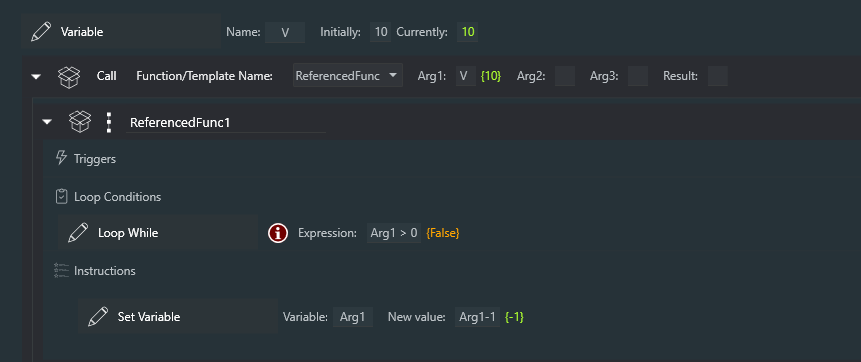 Variable Name: V Initially: 10 Currently: 10
Call Function/Template Name: ReferencedFunc Arg1: V {10} Arg2: Arg3: Result:
ReferencedFunc1
Triggers
Loop Conditions
Loop While Expression: Arg1 > 0 {False}
Instructions
Set Variable Variable: Arg1 New value: Arg1-1 {-1}